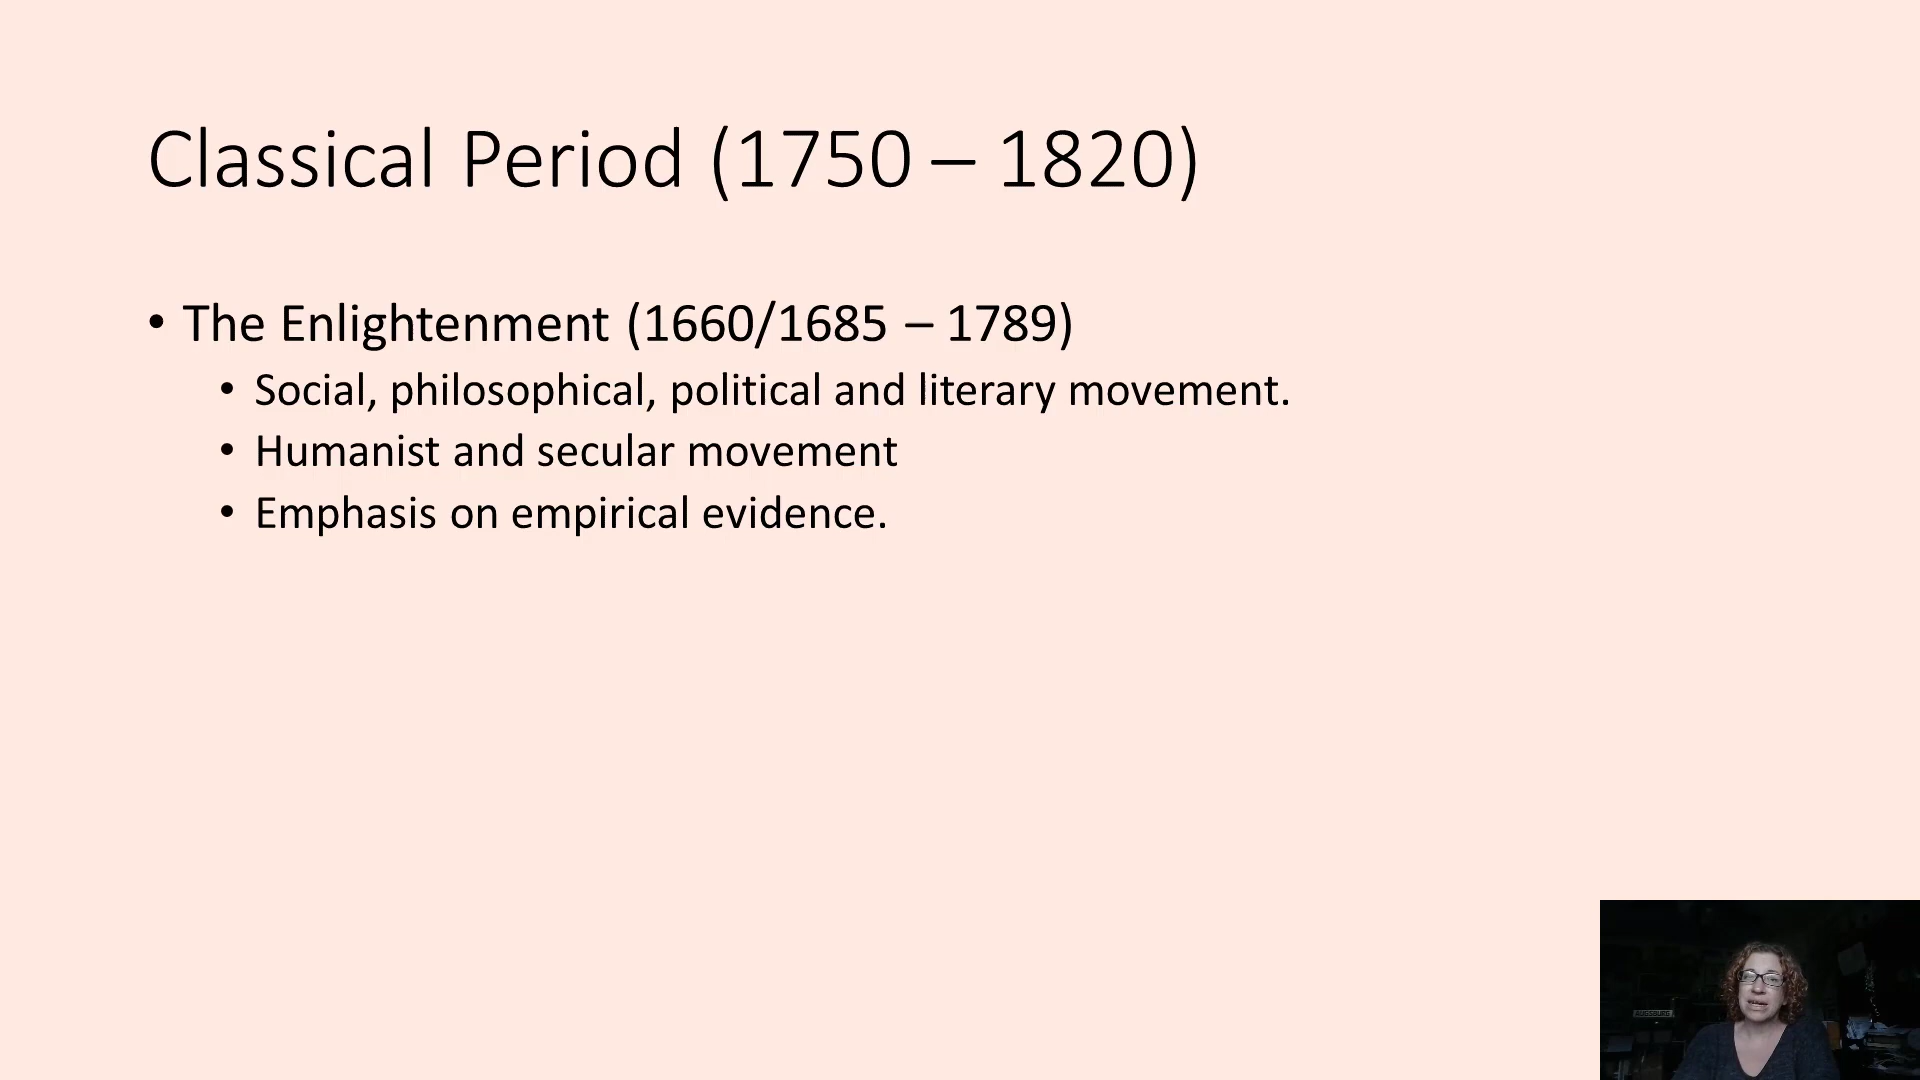 Classical Period (1750 – 1820)
• The Enlightenment (1660/1685 – 1789)
• Social, philosophical, political and literary movement.
• Humanist and secular movement
• Emphasis on empirical evidence.